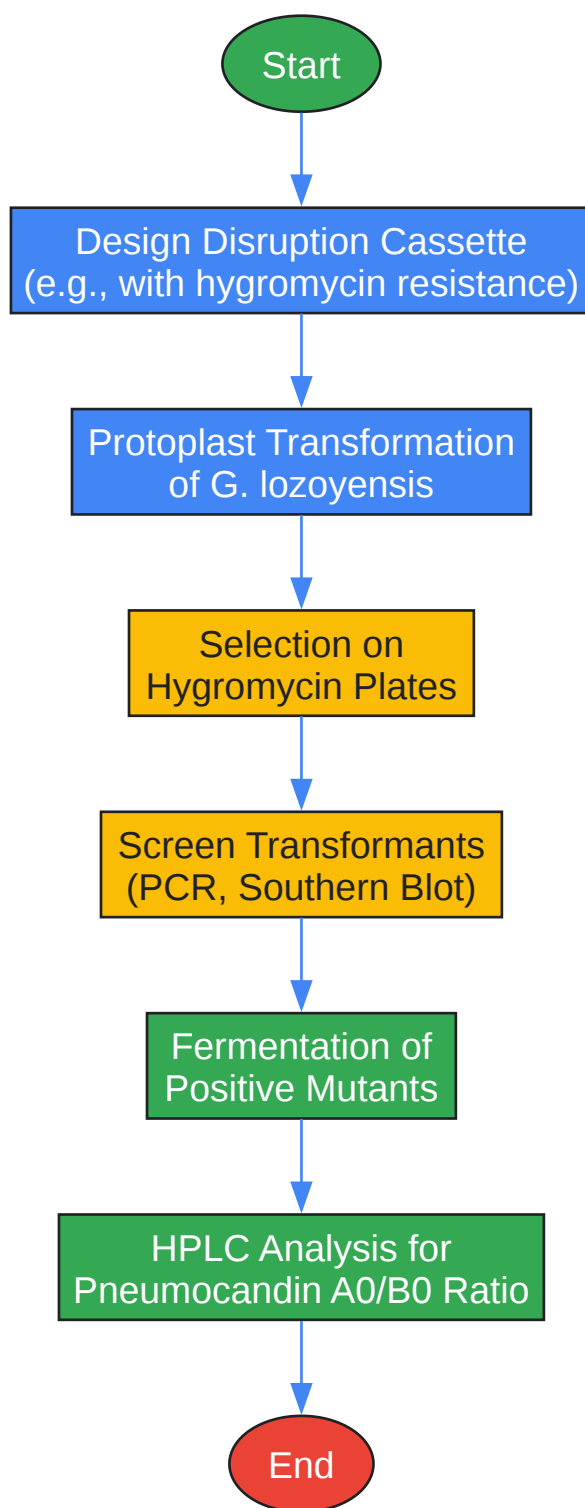 Start
Design Disruption Cassette
(e.g., with hygromycin resistance)
Protoplast Transformation
of G. lozoyensis
Selection on
Hygromycin Plates
Screen Transformants
(PCR, Southern Blot)
Fermentation of
Positive Mutants
HPLC Analysis for
Pneumocandin A0/B0 Ratio
End